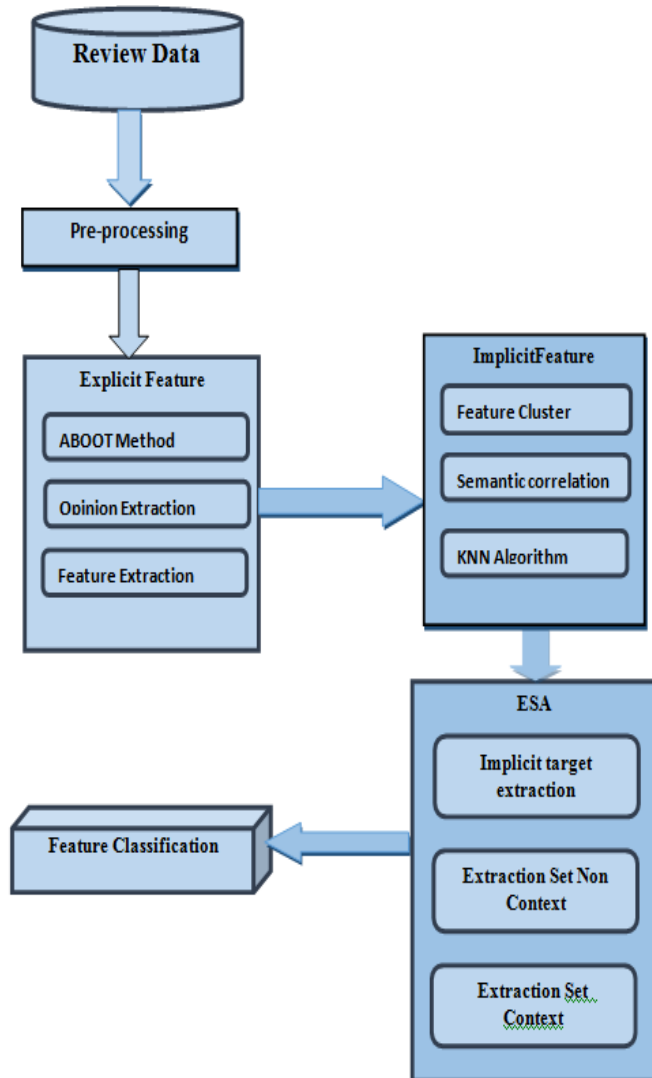 Review Data
Pre-processing
Explicit Feature
ABOOT Method
Opinion Extraction
Feature Extraction
ImplicitFeature
Feature Cluster
Semantic correlation
KNN Algorithm
ESA
Implicit target
extraction
Extraction Set Non
Context
Extraction Set
Context
Feature Classification